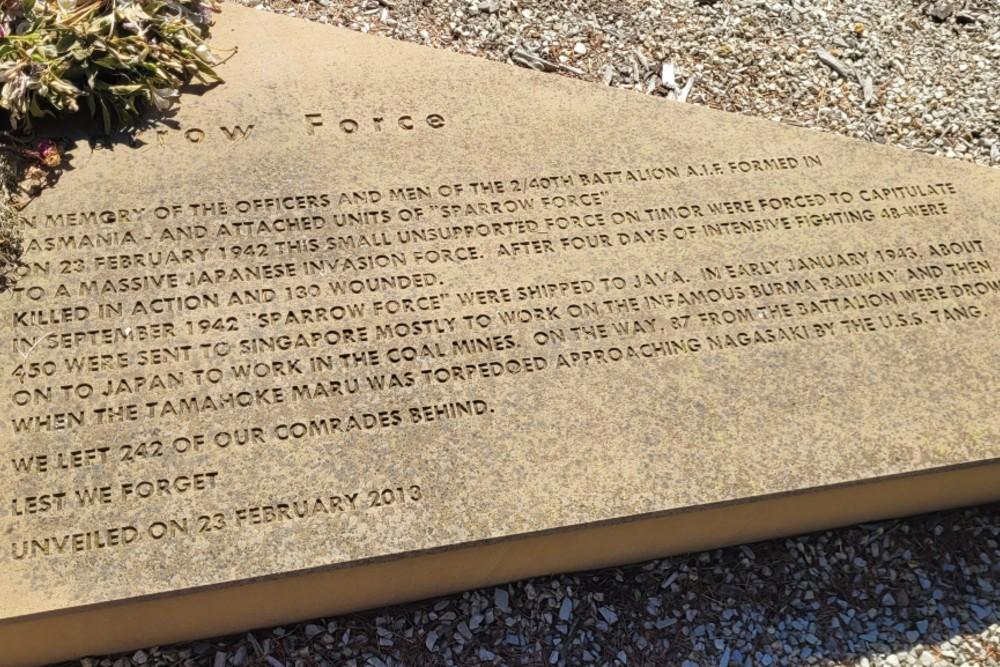 row Force
N MEMORY OF THE OFFICERS AND MEN OF THE 2/40TH BATTALION A.I.F. FORMED IN
ASMANIA - AND ATTACHED UNITS OF "SPARROW FORCE"
ON 23 FEBRUARY 1942 THIS SMALL UNSUPPORTED FORCE ON TIMOR WERE FORCED TO CAPITULATE
TO A MASSIVE JAPANESE INVASION FORCE. AFTER FOUR DAYS OF INTENSIVE FIGHTING 48 WERE
KILLED IN ACTION AND 130 WOUNDED.
IN SEPTEMBER 1942 "SPARROW FORCE" WERE SHIPPED TO JAVA. IN EARLY JANUARY 1943, ABOUT
450 WERE SENT TO SINGAPORE MOSTLY TO WORK ON THE INFAMOUS BURMA RAILWAY AND THEN
ON TO JAPAN TO WORK IN THE COAL MINES. ON THE WAY, 87 FROM THE BATTALION WERE DROW
WHEN THE TAMAHOKE MARU WAS TORPEDOED APPROACHING NAGASAKI BY THE U.S.S. TANG.
WE LEFT 242 OF OUR COMRADES BEHIND.
LEST WE FORGET
UNVEILED ON 23 FEBRUARY 2013